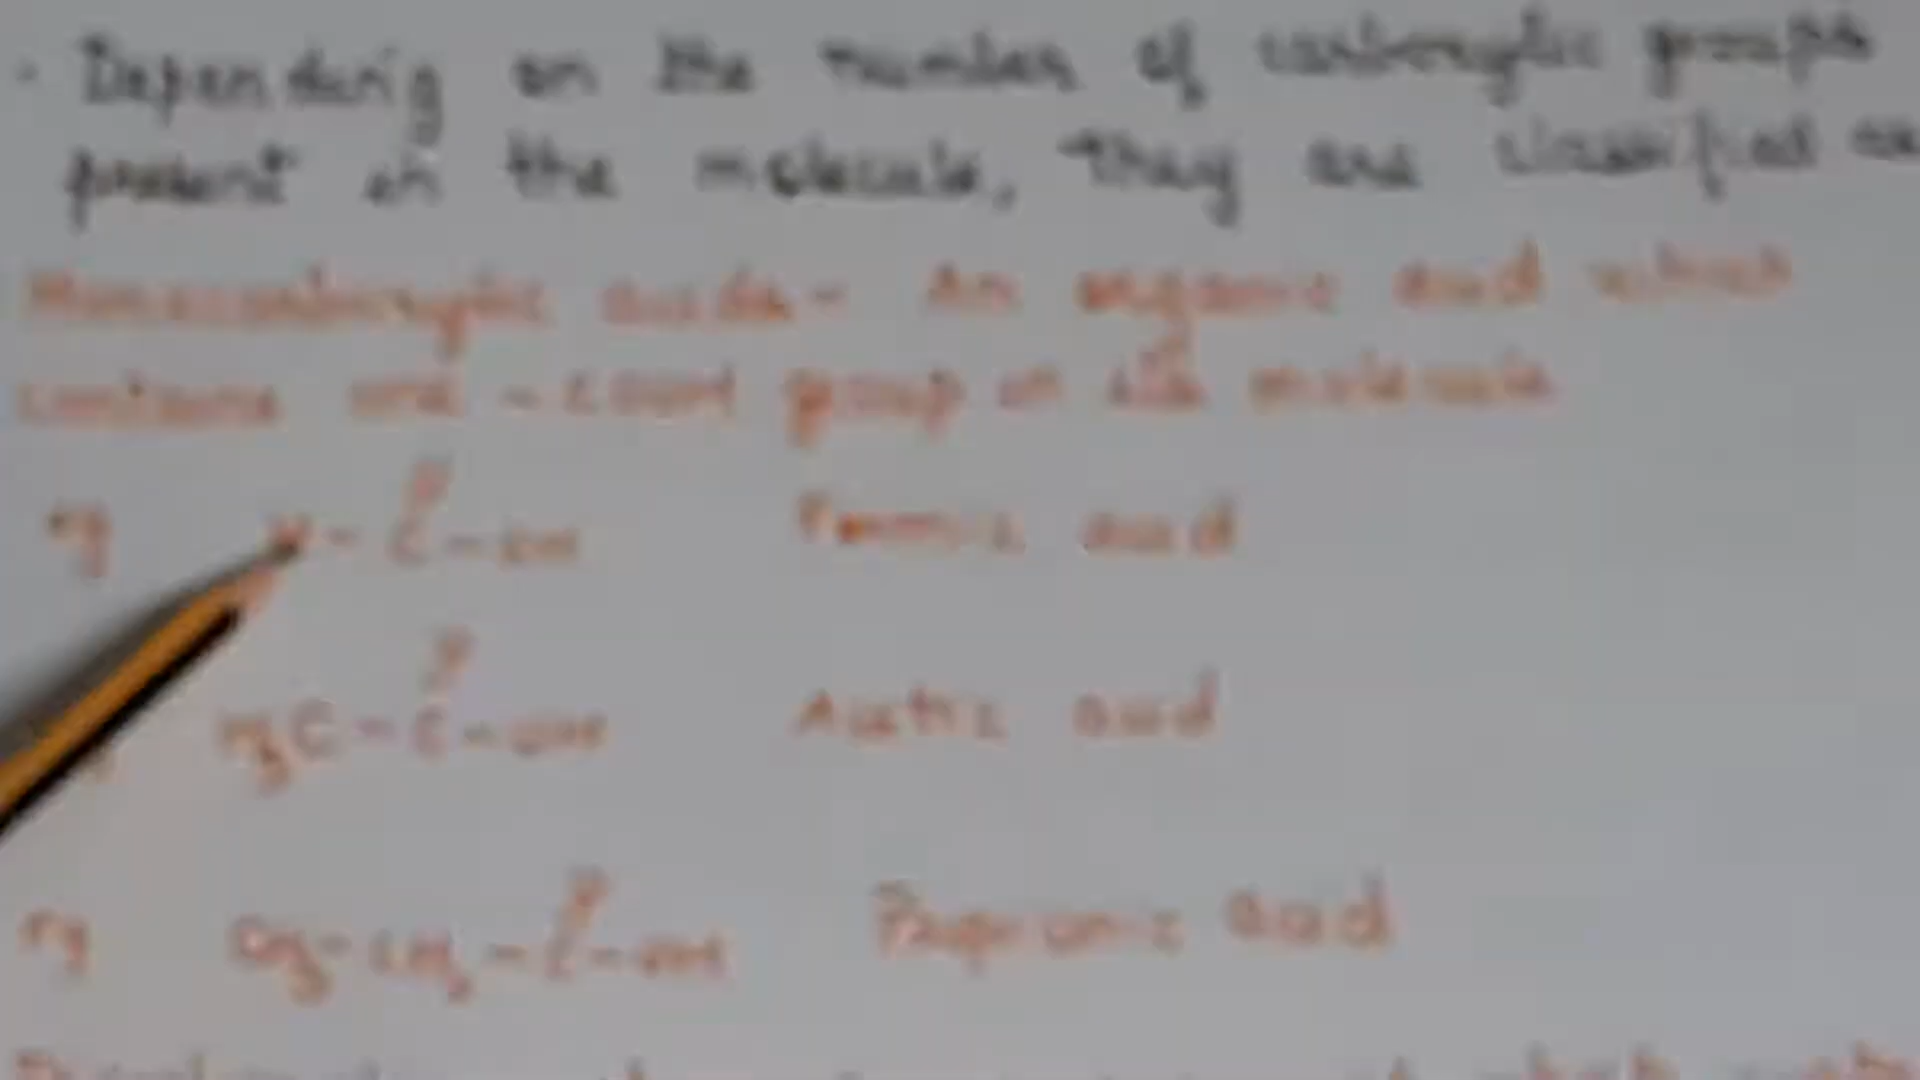 · Depending on the number of carboxylic groups
present in the molecule, they are classified as
Monocarboxylic acids - An organic acid which
contains one - COOH group in its molecule
eg H - C - OH Formic acid
O
H3C - C - OH Acetic acid
O
eg CH3 - CH2 - C - OH Propionic acid
O